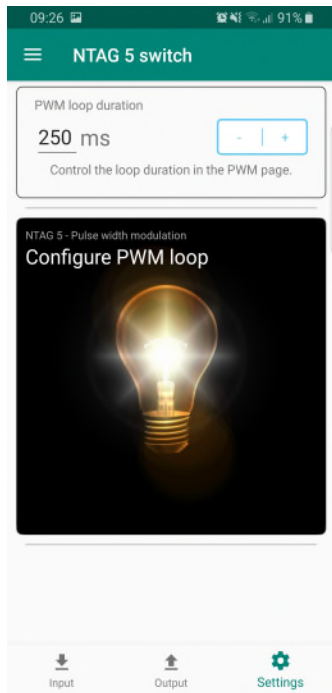 09:26 91%
NTAG 5 switch
PWM loop duration
250 ms - +
Control the loop duration in the PWM page.
NTAG 5 - Pulse width modulation
Configure PWM loop
Input Output Settings